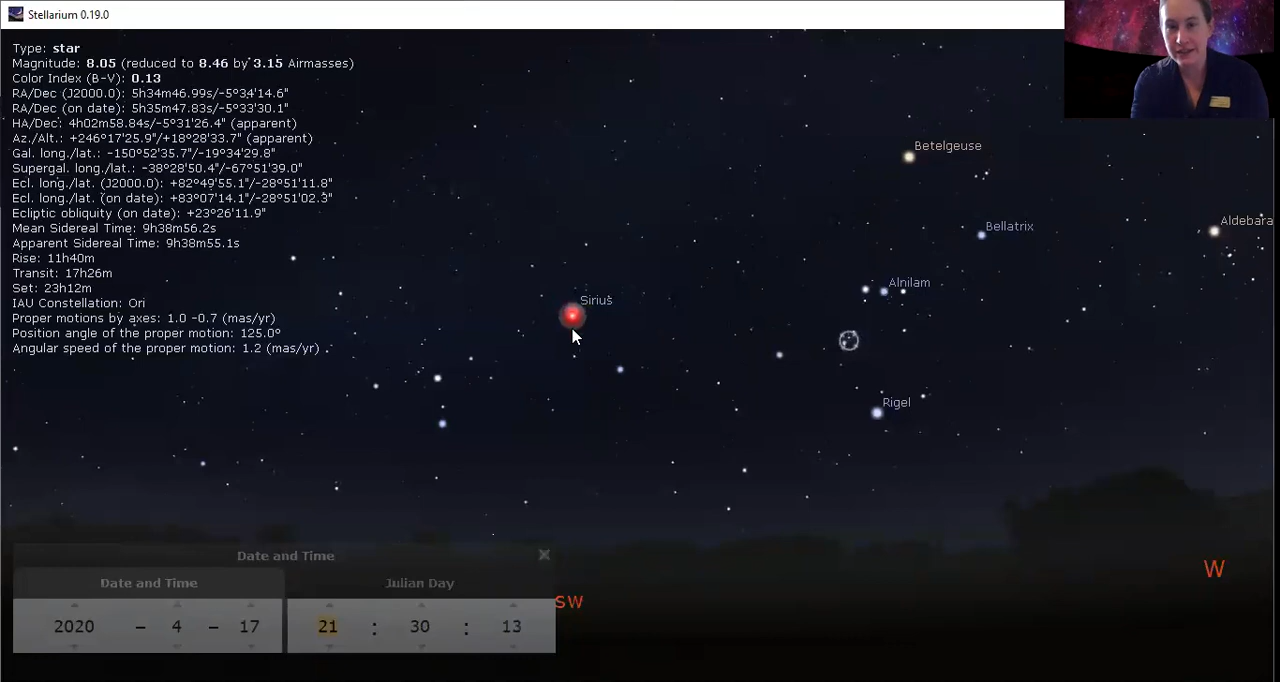 Stellarium 0.19.0
Type: star
Magnitude: 8.05 (reduced to 8.46 by 3.15 Airmasses)
Color Index (B-V): 0.13
RA/Dec (J2000.0): 5h34m46.99s/-5°34'14.6"
RA/Dec (on date): 5h35m47.83s/-5°33'30.1"
HA/Dec: 4h02m58.84s/-5°31'26.4" (apparent)
Az./Alt.: +246°17'25.9"/+18°28'33.7" (apparent)
Gal. long./lat.: -150°52'35.7"/-19°34'29.8"
Supergal. long./lat.: -38°28'50.4"/-67°51'39.0"
Ecl. long./lat. (J2000.0): +82°49'55.1"/-28°51'11.8"
Ecl. long./lat. (on date): +83°07'14.1"/-28°51'02.3"
Ecliptic obliquity (on date): +23°26'11.9"
Mean Sidereal Time: 9h38m56.2s
Apparent Sidereal Time: 9h38m55.1s
Rise: 11h40m
Transit: 17h26m
Set: 23h12m
IAU Constellation: Ori
Proper motions by axes: 1.0 -0.7 (mas/yr)
Position angle of the proper motion: 125.0°
Angular speed of the proper motion: 1.2 (mas/yr)
Betelgeuse
Aldebara
Bellatrix
Alnilam
Sirius
Rigel
W
SW
Date and Time
Date and Time Julian Day
2020 - 4 - 17 21 : 30 : 13